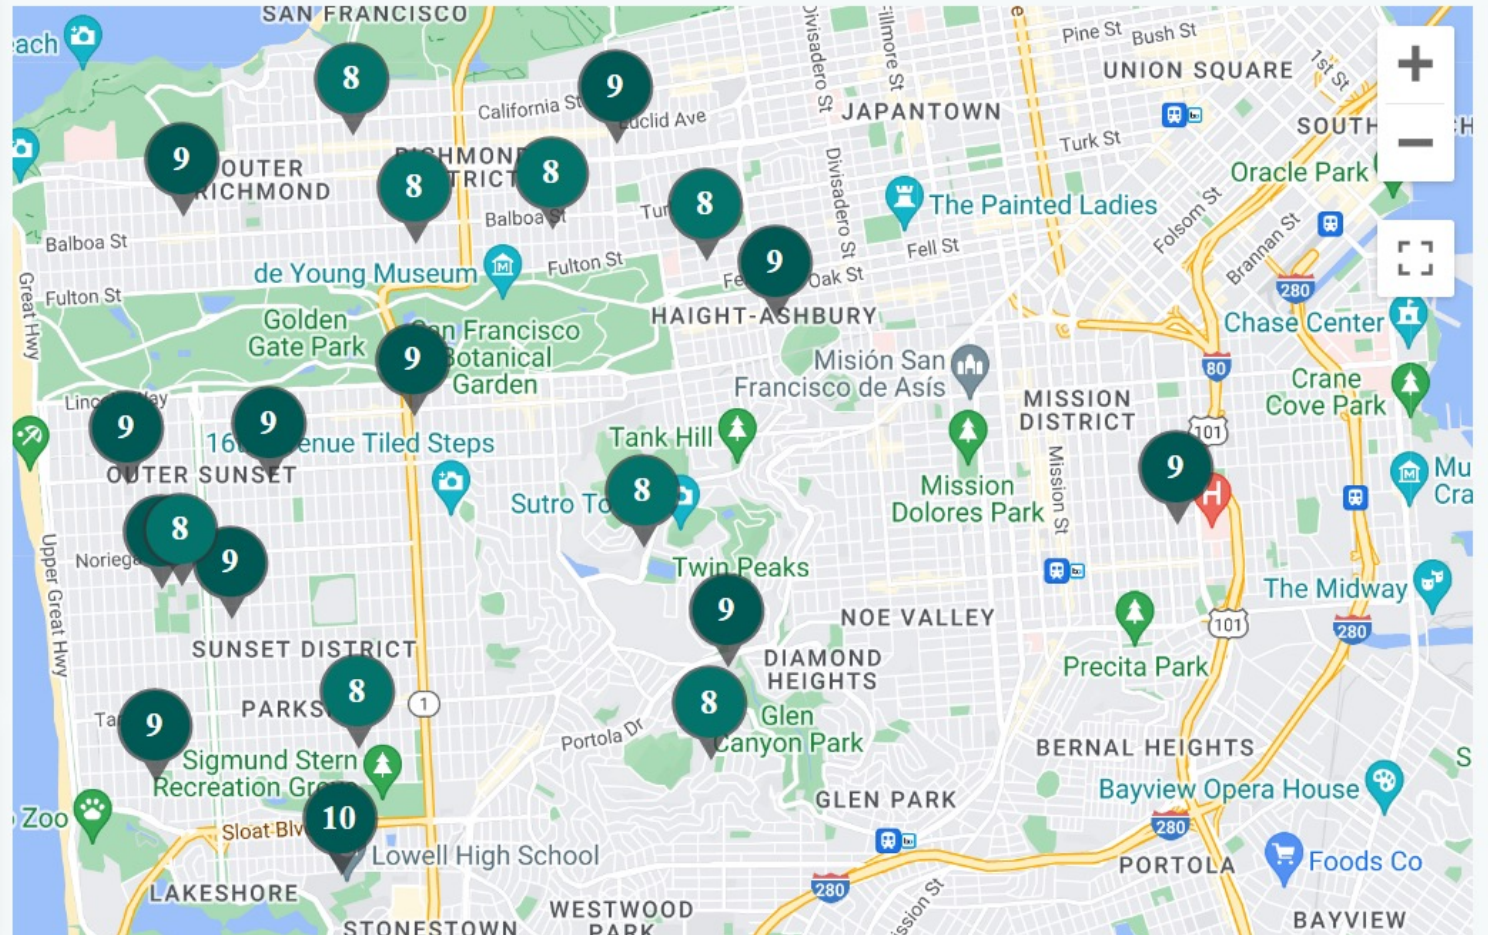 SAN FRANCISCO
each
8
9
California St
Euclid Ave
Divisadero St
Fillmore St
Pine St
Bush St
UNION SQUARE
1st St
+
−
JAPANTOWN
Turk St
SOUTH
Oracle Park
9
OUTER
RICHMOND
8
8
Balboa St
8
Divisadero St
The Painted Ladies
Folsom St
Brannan St
Balboa St
de Young Museum
Fulton St
9
Oak St
Fell St
280
Great Hwy
Fulton St
Golden
Gate Park
9
San Francisco
Botanical
Garden
HAIGHT-ASHBURY
Chase Center
Misión San
Francisco de Asís
80
Crane
Cove Park
MISSION
DISTRICT
101
9
9
OUTER SUNSET
enue Tiled Steps
Tank Hill
Mission
Dolores Park
Mission St
9
H
Mu
Cra
Sutro To
8
8
Noriega
9
Upper Great Hwy
Twin Peaks
9
NOE VALLEY
The Midway
101
280
SUNSET DISTRICT
DIAMOND
HEIGHTS
Precita Park
8
1
8
Glen
Canyon Park
PARKS
9
Portola Dr
BERNAL HEIGHTS
Sigmund Stern
Recreation Gro
GLEN PARK
Bayview Opera House
Zoo
Sloat Blv
10
Lowell High School
280
PORTOLA
Foods Co
LAKESHORE
280
ssion St
WESTWOOD
PARK
STONESTOWN
BAYVIEW